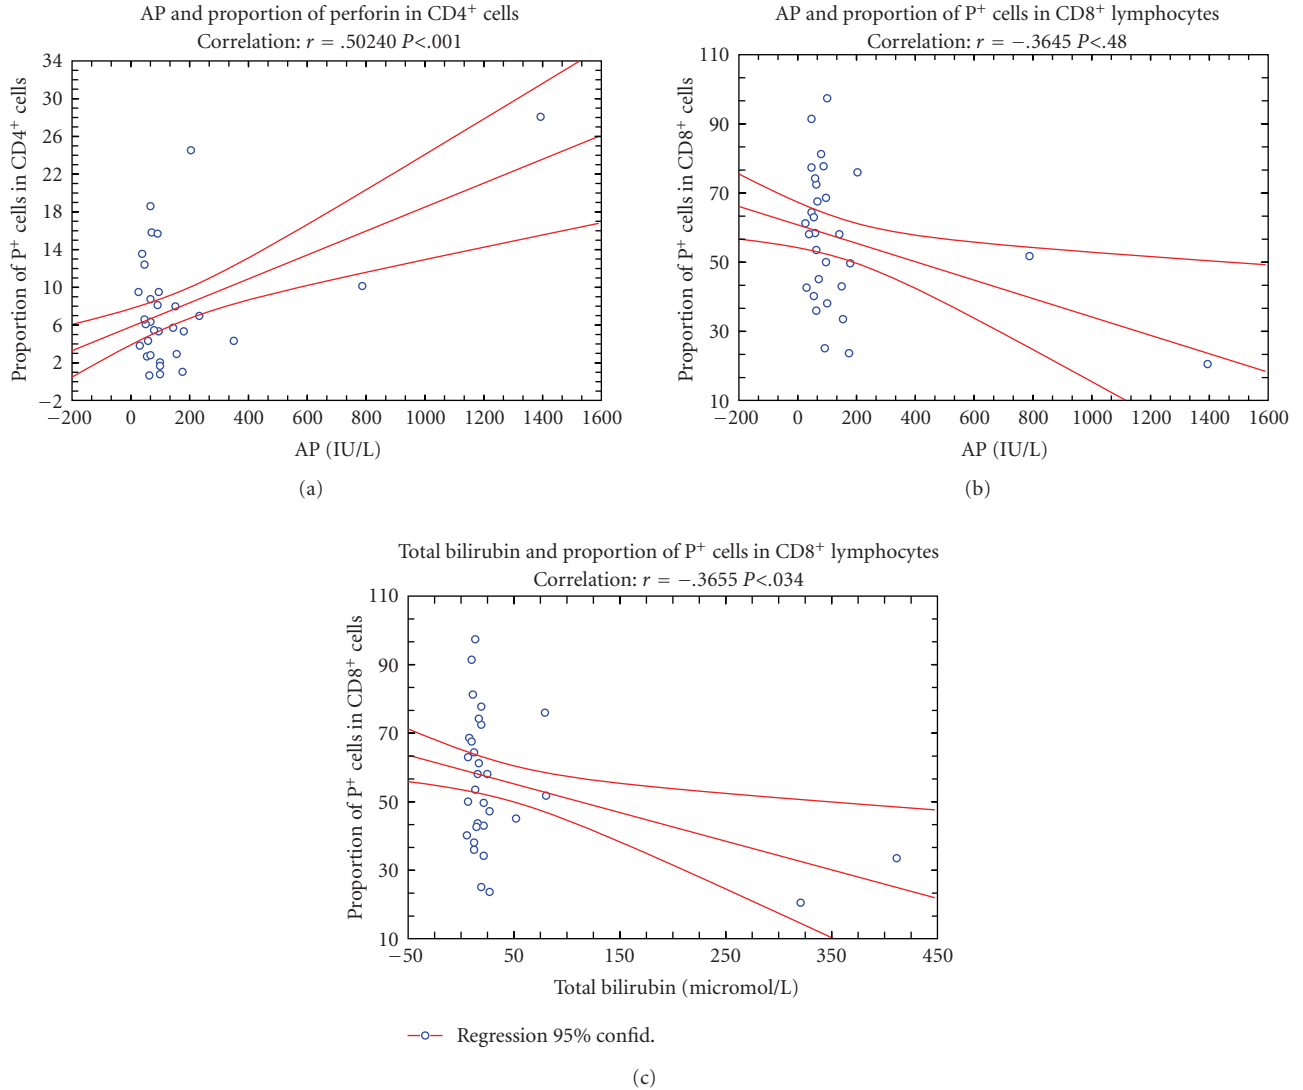 AP and proportion of perforin in CD4⁺ cells
Correlation: r = .50240 P<.001
34
30
26
22
18
14
10
6
2
−2
Proportion of P⁺ cells in CD4⁺ cells
−200 0 200 400 600 800 1000 1200 1400 1600
AP (IU/L)
(a)
AP and proportion of P⁺ cells in CD8⁺ lymphocytes
Correlation: r = −.3645 P<.48
110
90
70
50
30
10
Proportion of P⁺ cells in CD8⁺ cells
−200 0 200 400 600 800 1000 1200 1400 1600
AP (IU/L)
(b)
Total bilirubin and proportion of P⁺ cells in CD8⁺ lymphocytes
Correlation: r = −.3655 P<.034
110
90
70
50
30
10
Proportion of P⁺ cells in CD8⁺ cells
−50 50 150 250 350 450
Total bilirubin (micromol/L)
Regression 95% confid.
(c)